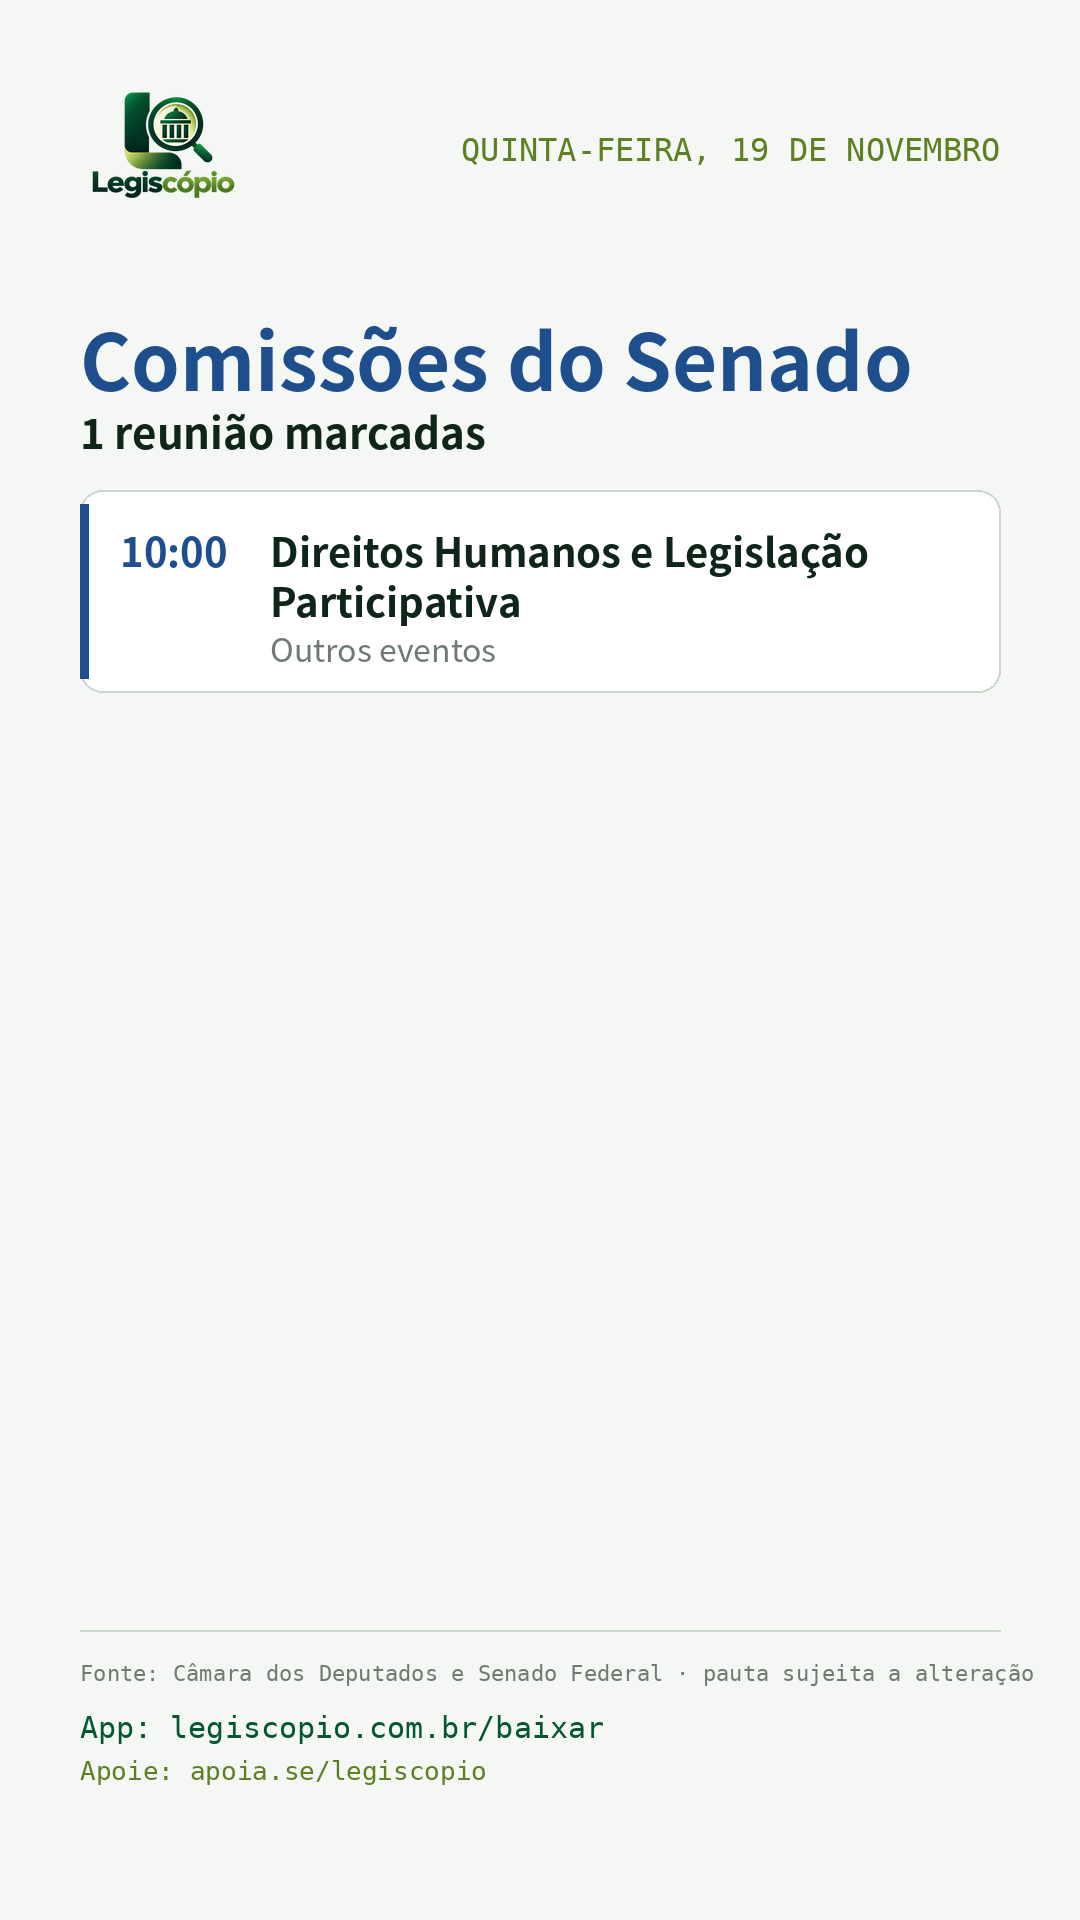 Legiscópio
QUINTA-FEIRA, 19 DE NOVEMBRO
Comissões do Senado
1 reunião marcadas
10:00 Direitos Humanos e Legislação
Participativa
Outros eventos
Fonte: Câmara dos Deputados e Senado Federal · pauta sujeita a alteração
App: legiscopio.com.br/baixar
Apoie: apoia.se/legiscopio